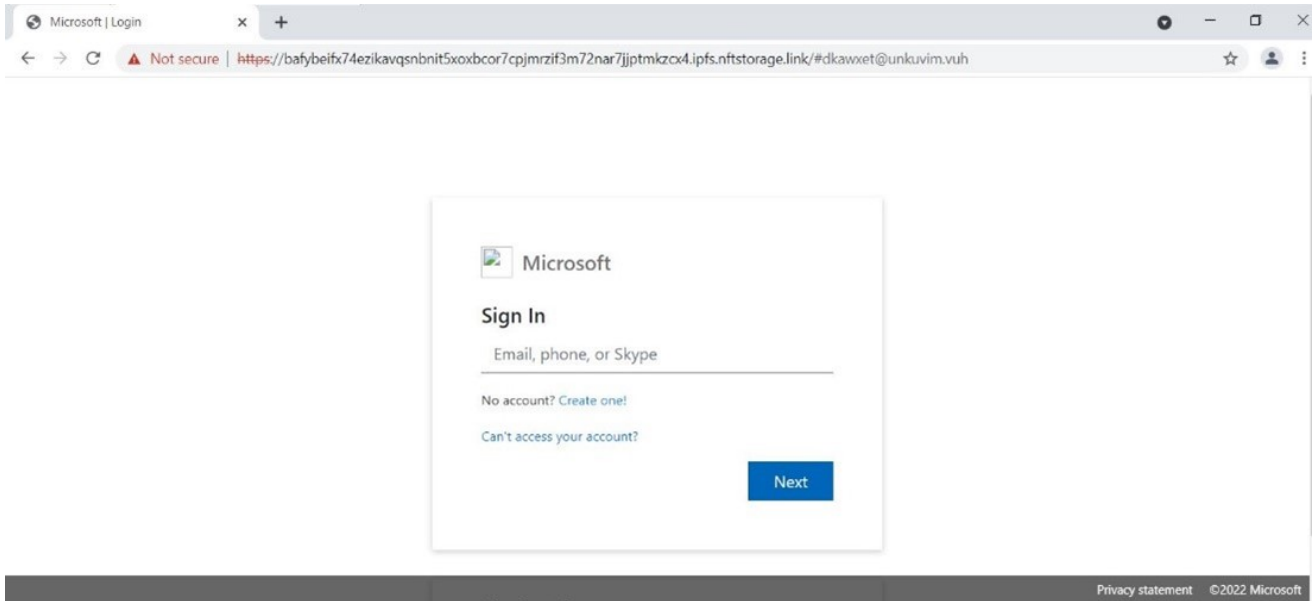 Microsoft | Login
Not secure | https://bafybeifx74ezikavqsnbnit5xoxbcor7cpjmrzif3m72nar7jjptmkzcx4.ipfs.nftstorage.link/#dkawxet@unkuvim.vuh
Microsoft
Sign In
Email, phone, or Skype
No account? Create one!
Can't access your account?
Next
Privacy statement ©2022 Microsoft